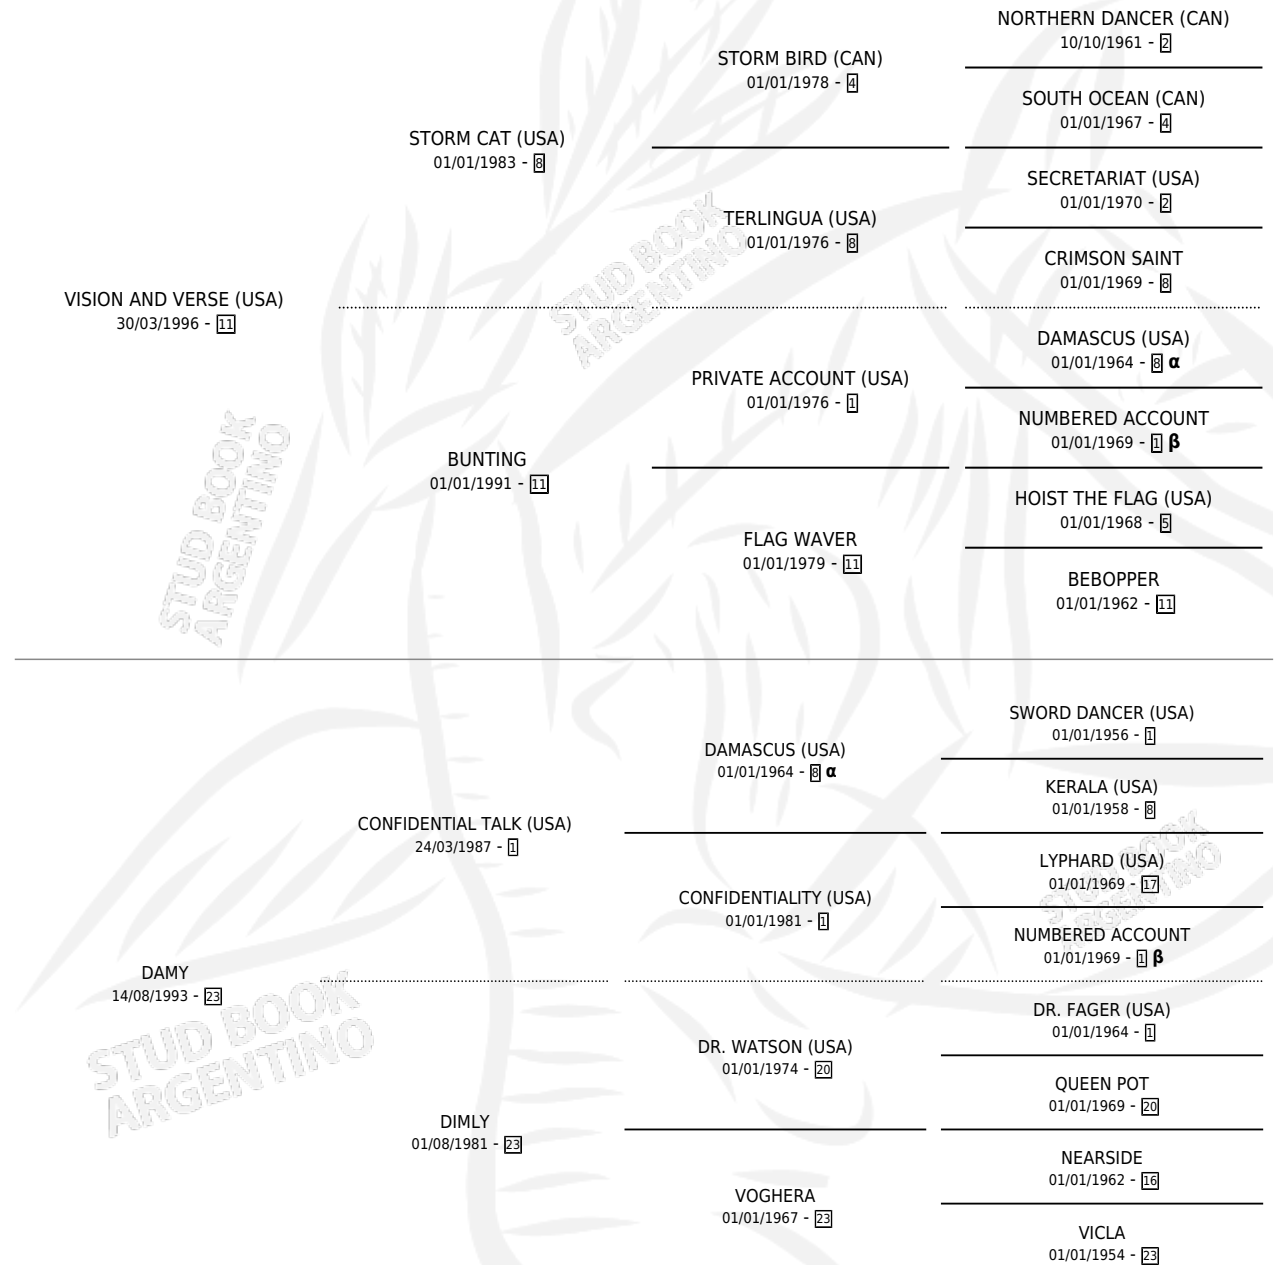 NORTHERN DANCER (CAN)
10/10/1961 - 2
STORM BIRD (CAN)
01/01/1978 - 4
SOUTH OCEAN (CAN)
01/01/1967 - 4
STORM CAT (USA)
01/01/1983 - 8
SECRETARIAT (USA)
01/01/1970 - 2
TERLINGUA (USA)
01/01/1976 - 8
CRIMSON SAINT
01/01/1969 - 8
VISION AND VERSE (USA)
30/03/1996 - 11
DAMASCUS (USA)
01/01/1964 - 8 α
PRIVATE ACCOUNT (USA)
01/01/1976 - 1
NUMBERED ACCOUNT
01/01/1969 - 1 β
BUNTING
01/01/1991 - 11
HOIST THE FLAG (USA)
01/01/1968 - 5
FLAG WAVER
01/01/1979 - 11
BEBOPPER
01/01/1962 - 11
SWORD DANCER (USA)
01/01/1956 - 1
DAMASCUS (USA)
01/01/1964 - 8 α
KERALA (USA)
01/01/1958 - 8
CONFIDENTIAL TALK (USA)
24/03/1987 - 1
LYPHARD (USA)
01/01/1969 - 17
CONFIDENTIALITY (USA)
01/01/1981 - 1
NUMBERED ACCOUNT
01/01/1969 - 1 β
DAMY
14/08/1993 - 23
DR. FAGER (USA)
01/01/1964 - 1
DR. WATSON (USA)
01/01/1974 - 20
QUEEN POT
01/01/1969 - 20
DIMLY
01/08/1981 - 23
NEARSIDE
01/01/1962 - 16
VOGHERA
01/01/1967 - 23
VICLA
01/01/1954 - 23
STUD BOOK
ARGENTINO
STUD BOOK
ARGENTINO
STUD BOOK
ARGENTINO
STUD BOOK
ARGENTINO